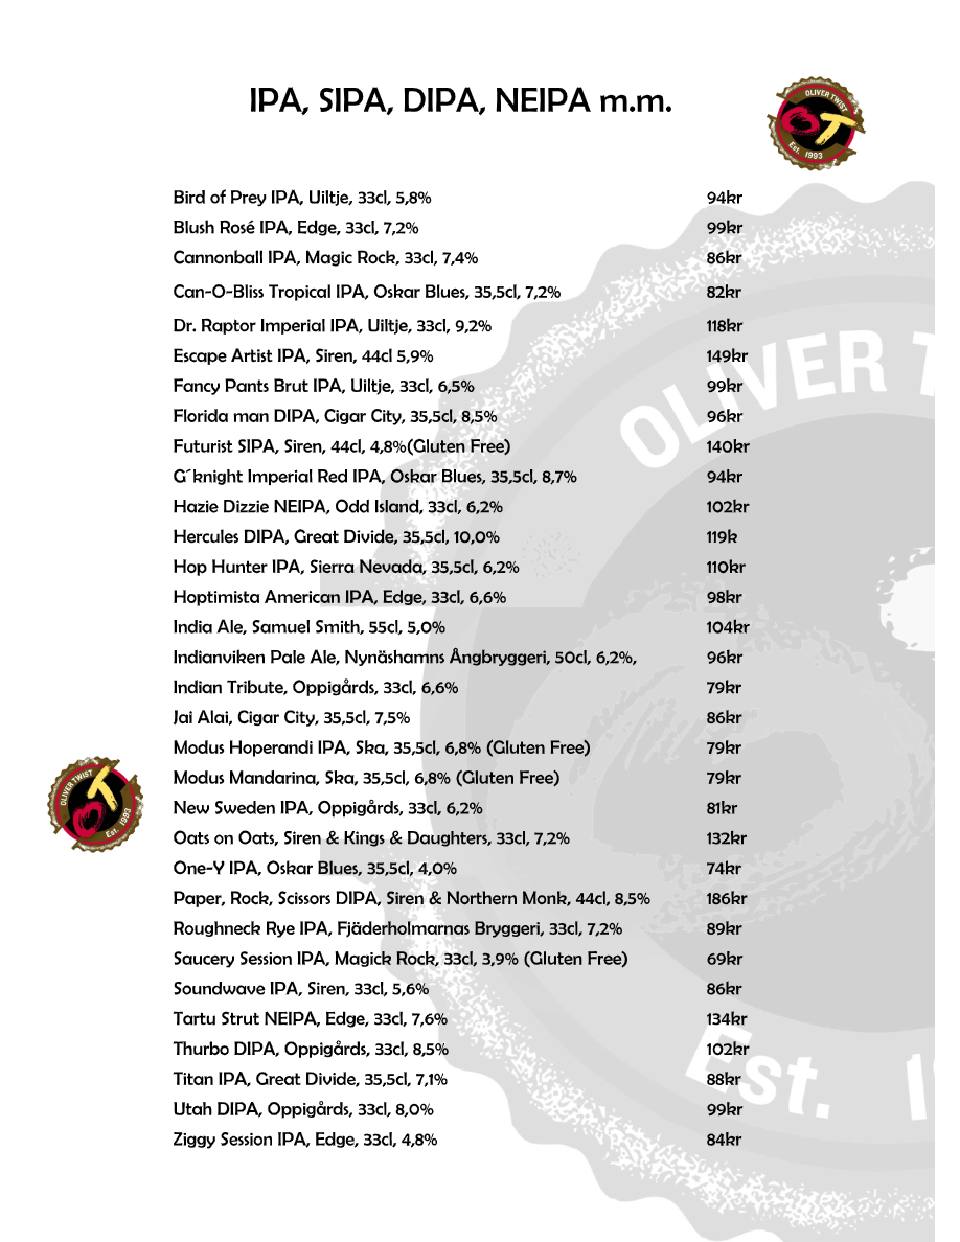 IPA, SIPA, DIPA, NEIPA m.m.
OLIVER TWIST
OT
Est. 1993
Bird of Prey IPA, Uiltje, 33cl, 5,8% 94kr
Blush Rosé IPA, Edge, 33cl, 7,2% 99kr
Cannonball IPA, Magic Rock, 33cl, 7,4% 86kr
Can-O-Bliss Tropical IPA, Oskar Blues, 35,5cl, 7,2% 82kr
Dr. Raptor Imperial IPA, Uiltje, 33cl, 9,2% 118kr
Escape Artist IPA, Siren, 44cl 5,9% 149kr
Fancy Pants Brut IPA, Uiltje, 33cl, 6,5% 99kr
Florida man DIPA, Cigar City, 35,5cl, 8,5% 96kr
Futurist SIPA, Siren, 44cl, 4,8%(Gluten Free) 140kr
G´knight Imperial Red IPA, Oskar Blues, 35,5cl, 8,7% 94kr
Hazie Dizzie NEIPA, Odd Island, 33cl, 6,2% 102kr
Hercules DIPA, Great Divide, 35,5cl, 10,0% 119k
Hop Hunter IPA, Sierra Nevada, 35,5cl, 6,2% 110kr
Hoptimista American IPA, Edge, 33cl, 6,6% 98kr
India Ale, Samuel Smith, 55cl, 5,0% 104kr
Indianviken Pale Ale, Nynäshamns Ångbryggeri, 50cl, 6,2%, 96kr
Indian Tribute, Oppigårds, 33cl, 6,6% 79kr
Jai Alai, Cigar City, 35,5cl, 7,5% 86kr
Modus Hoperandi IPA, Ska, 35,5cl, 6,8% (Gluten Free) 79kr
Modus Mandarina, Ska, 35,5cl, 6,8% (Gluten Free) 79kr
New Sweden IPA, Oppigårds, 33cl, 6,2% 81kr
Oats on Oats, Siren & Kings & Daughters, 33cl, 7,2% 132kr
One-Y IPA, Oskar Blues, 35,5cl, 4,0% 74kr
Paper, Rock, Scissors DIPA, Siren & Northern Monk, 44cl, 8,5% 186kr
Roughneck Rye IPA, Fjäderholmarnas Bryggeri, 33cl, 7,2% 89kr
Saucery Session IPA, Magick Rock, 33cl, 3,9% (Gluten Free) 69kr
Soundwave IPA, Siren, 33cl, 5,6% 86kr
Tartu Strut NEIPA, Edge, 33cl, 7,6% 134kr
Thurbo DIPA, Oppigårds, 33cl, 8,5% 102kr
Titan IPA, Great Divide, 35,5cl, 7,1% 88kr
Utah DIPA, Oppigårds, 33cl, 8,0% 99kr
Ziggy Session IPA, Edge, 33cl, 4,8% 84kr
OLIVER TWIST
OT
Est. 1993
OLIVER T
Est. 1